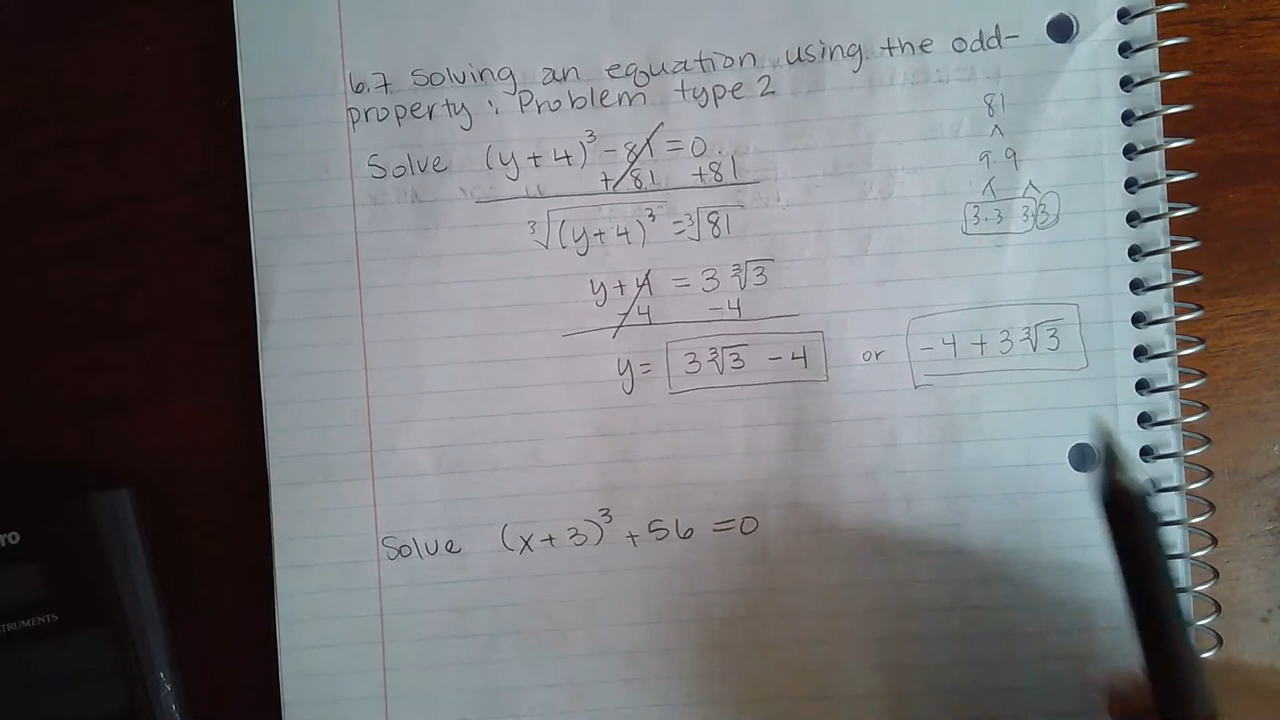 6.7 Solving an equation using the odd-
property : Problem type 2
Solve (y+4)³ - 81 = 0
+81 +81
∛(y+4)³ = ∛81
y+4 = 3∛3
-4 -4
y = 3∛3 - 4 or -4+3∛3
81
9.9
3.3 3.3
Solve (x+3)³ +56 =0
ro
TRUMENTS